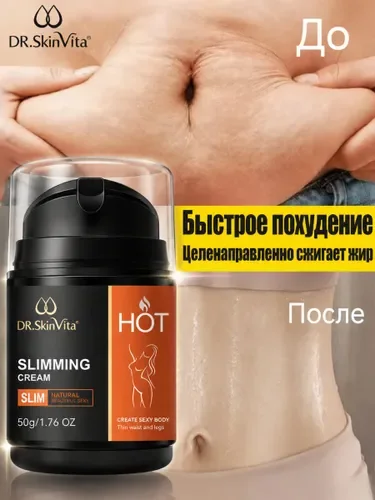 DR.SkinVita®
До
Быстрое похудение
Целенаправленно сжигает жир
После
DR.SkinVita®
HOT
SLIMMING
CREAM
SLIM
NATURAL
CREATE SEXY BODY
Thin waist and legs
50g/1.76 OZ